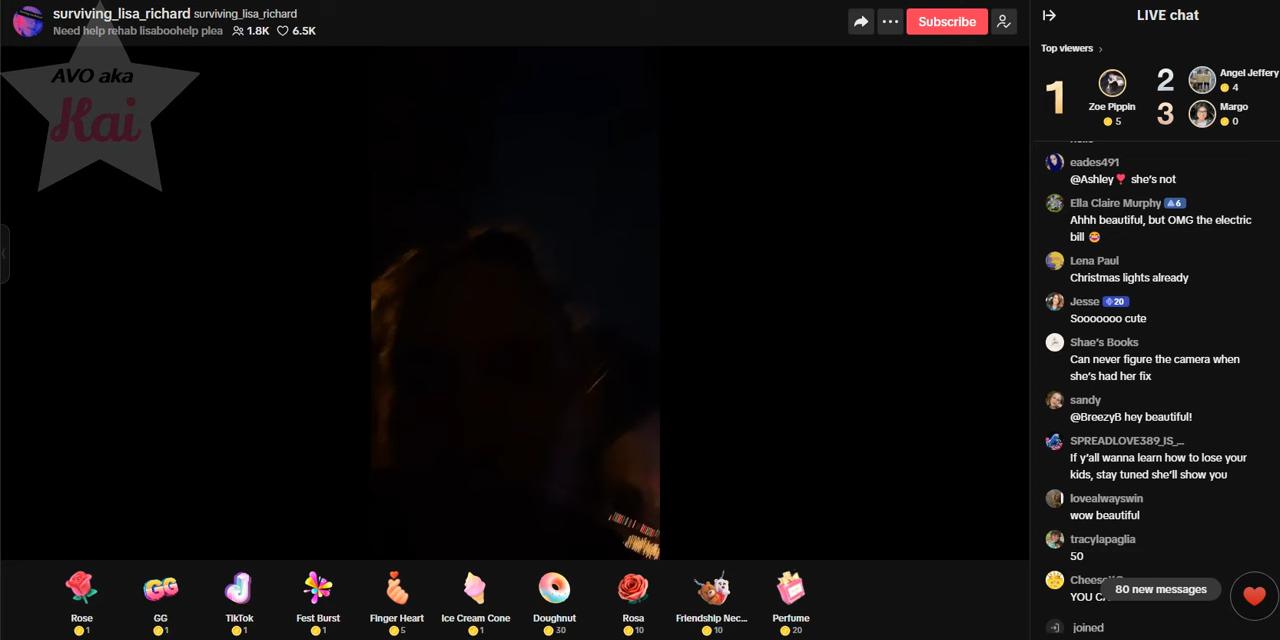 surviving_lisa_richard surviving_lisa_richard
Need help rehab lisaboohelp plea 1.8K 6.5K
Subscribe
AVO aka
Kai
LIVE chat
Top viewers
1
Zoe Pippin
5
2
Angel Jeffery
4
3
Margo
0
eades491
@Ashley she's not
Ella Claire Murphy 6
Ahhh beautiful, but OMG the electric
bill
Lena Paul
Christmas lights already
Jesse 20
Sooooooo cute
Shae's Books
Can never figure the camera when
she's had her fix
sandy
@BreezyB hey beautiful!
SPREADLOVE389_IS_...
If y'all wanna learn how to lose your
kids, stay tuned she'll show you
lovealwayswin
wow beautiful
tracylapaglia
50
80 new messages
joined
Rose
1
GG
1
TikTok
1
Fest Burst
1
Finger Heart
5
Ice Cream Cone
1
Doughnut
30
Rosa
10
Friendship Nec...
10
Perfume
20